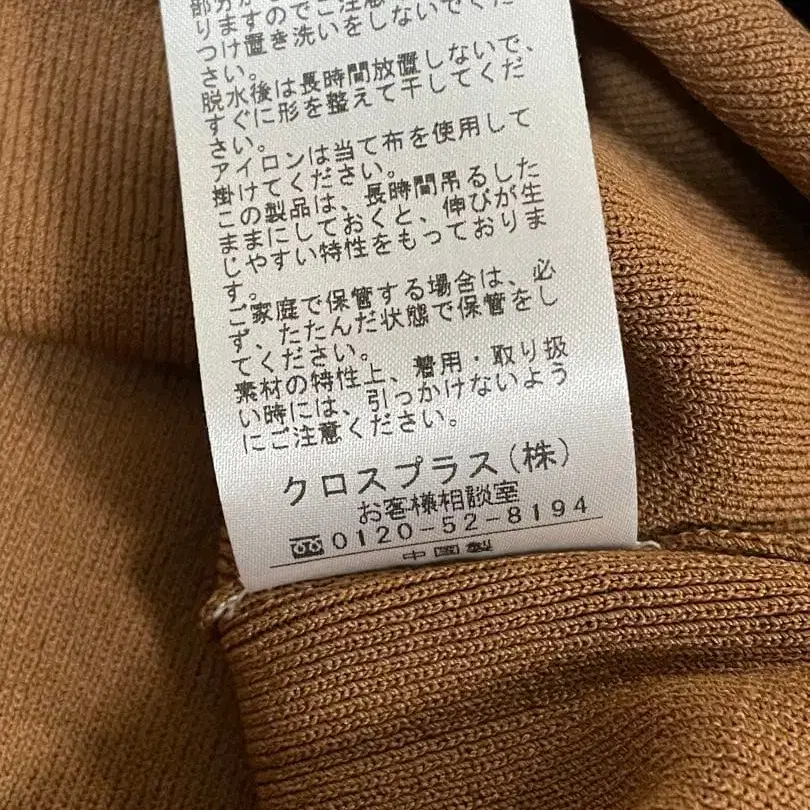 ますのでご注意
つけ置き洗いをしないでくだ
さい。
脱水後は長時間放置しないで、
すぐに形を整えて干してくだ
さい。
アイロンは当て布を使用して
掛けてください。
この製品は、長時間吊るした
ままにしておくと、伸びが生
じやすい特性をもっておりま
す。
ご家庭で保管する場合は、必
ず、たたんだ状態で保管をし
てください。
素材の特性上、着用・取り扱
い時には、引っかけないよう
にご注意ください。
クロスプラス(株)
お客様相談室
0120-52-8194
中国製